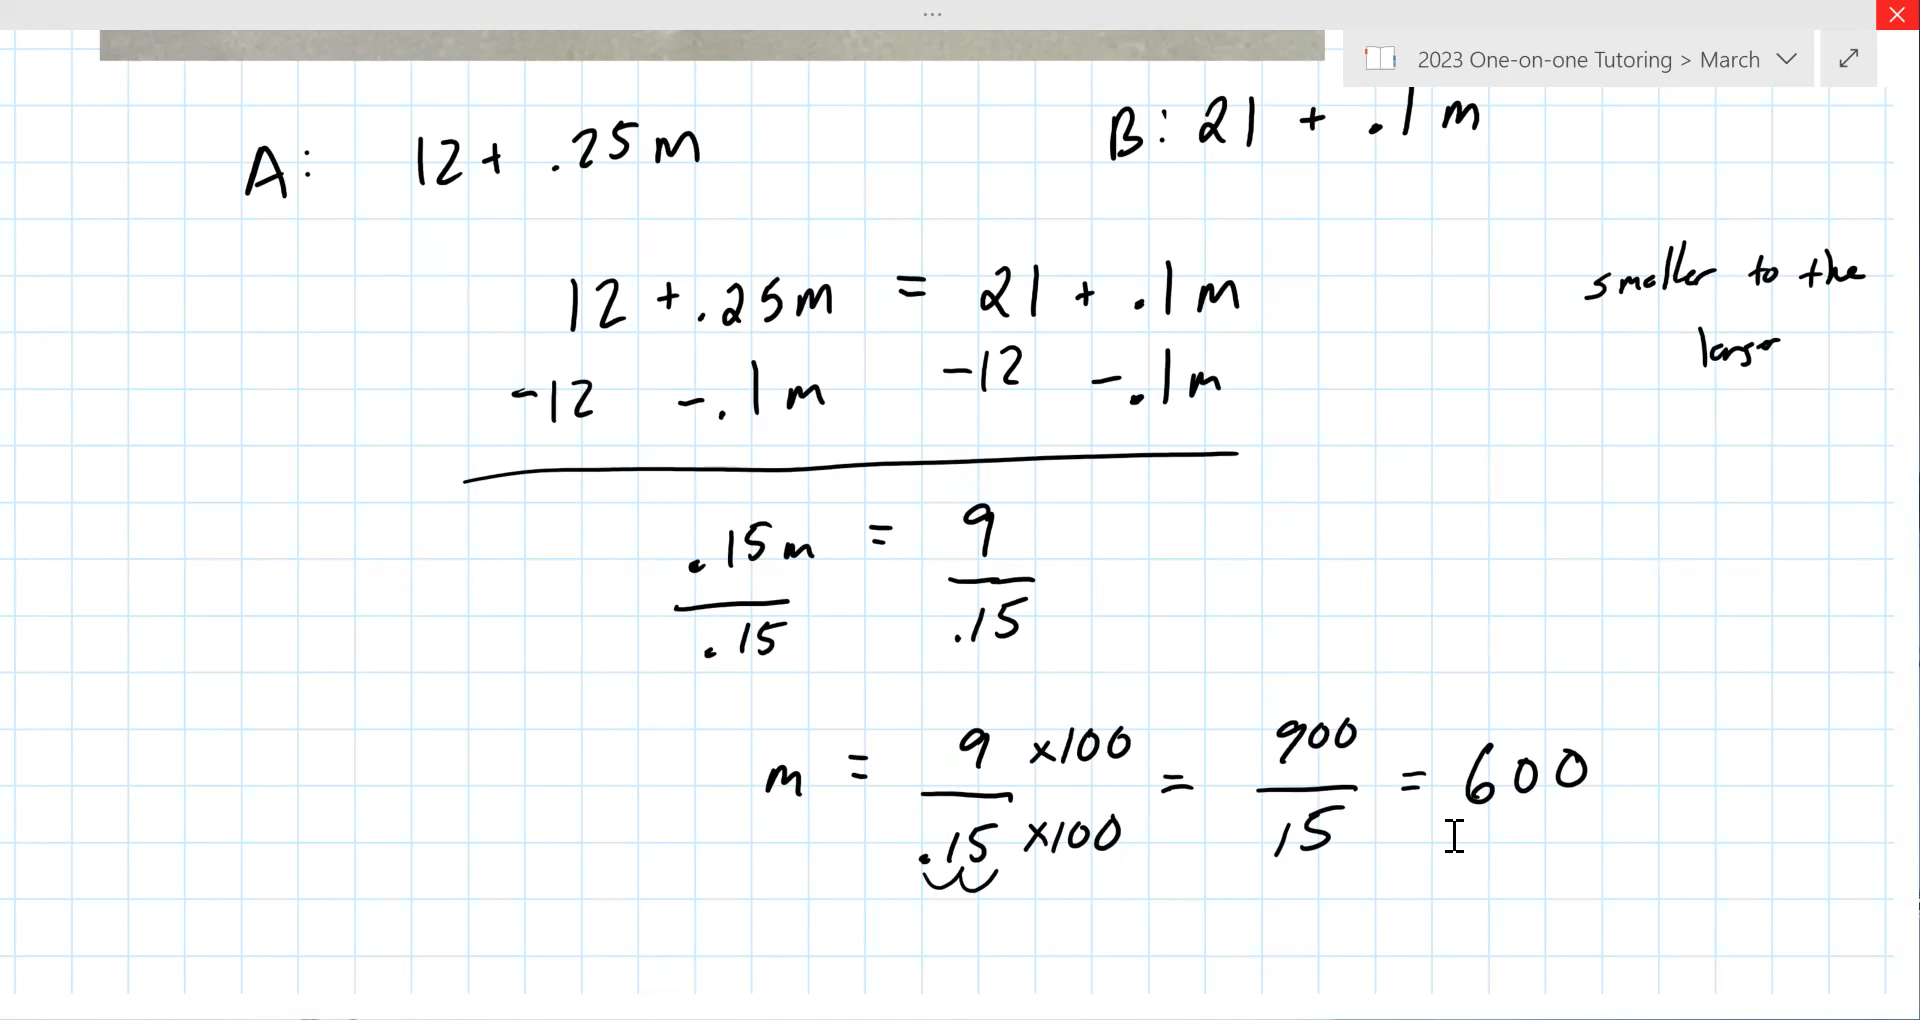 ...
2023 One-on-one Tutoring > March
A: 12 + .25m
B: 21 + .1m
12 + .25m = 21 + .1m
-12 -.1m -12 -.1m
smaller to the
larger
.15m = 9
.15 .15
m = 9 x100 = 900 = 600
.15 x100 15